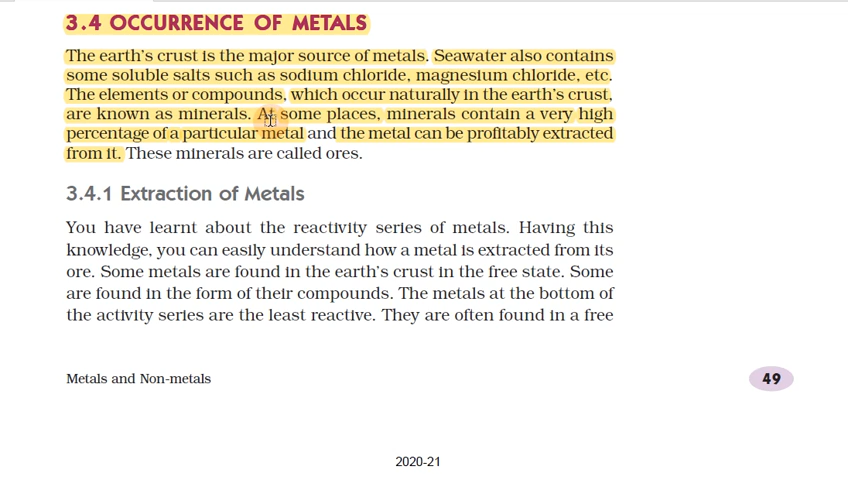 3.4 OCCURRENCE OF METALS
The earth's crust is the major source of metals. Seawater also contains
some soluble salts such as sodium chloride, magnesium chloride, etc.
The elements or compounds, which occur naturally in the earth's crust,
are known as minerals. At some places, minerals contain a very high
percentage of a particular metal and the metal can be profitably extracted
from it. These minerals are called ores.
3.4.1 Extraction of Metals
You have learnt about the reactivity series of metals. Having this
knowledge, you can easily understand how a metal is extracted from its
ore. Some metals are found in the earth's crust in the free state. Some
are found in the form of their compounds. The metals at the bottom of
the activity series are the least reactive. They are often found in a free
Metals and Non-metals
49
2020-21